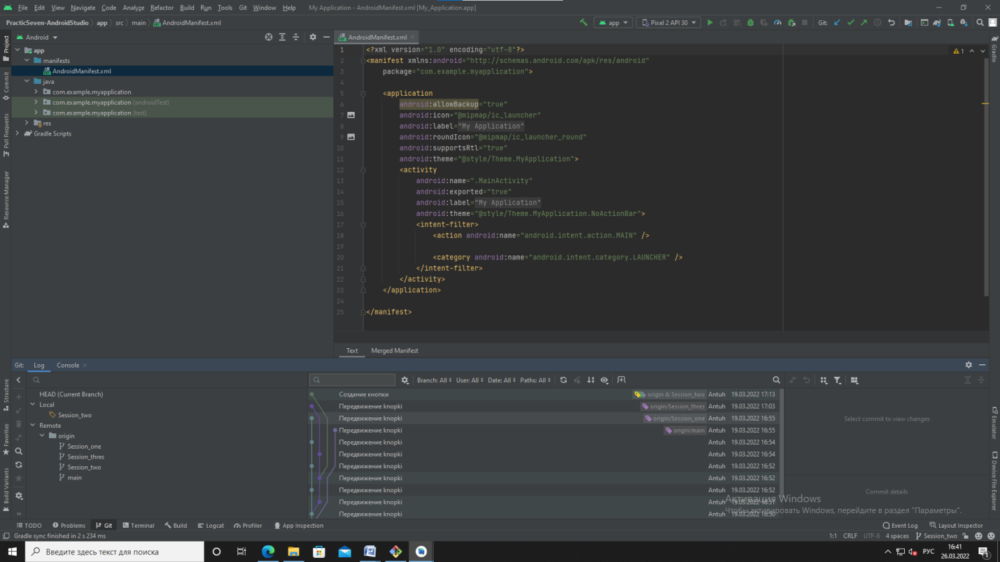 File Edit View Navigate Code Analyze Refactor Build Run Tools Git Window Help My Application - AndroidManifest.xml [My_Application.app]
PracticSeven-AndroidStudio app src main AndroidManifest.xml app Pixel 2 API 30 Git:
Project
Commit
Pull Requests
Resource Manager
Structure
Favorites
Build Variants
Android
app
manifests
AndroidManifest.xml
java
com.example.myapplication
com.example.myapplication (androidTest)
com.example.myapplication (test)
res
Gradle Scripts
AndroidManifest.xml
1 <?xml version="1.0" encoding="utf-8"?>
2 <manifest xmlns:android="http://schemas.android.com/apk/res/android"
3 package="com.example.myapplication">
4
5 <application
6 android:allowBackup="true"
7 android:icon="@mipmap/ic_launcher"
8 android:label="My Application"
9 android:roundIcon="@mipmap/ic_launcher_round"
10 android:supportsRtl="true"
11 android:theme="@style/Theme.MyApplication">
12 <activity
13 android:name=".MainActivity"
14 android:exported="true"
15 android:label="My Application"
16 android:theme="@style/Theme.MyApplication.NoActionBar">
17 <intent-filter>
18 <action android:name="android.intent.action.MAIN" />
19
20 <category android:name="android.intent.category.LAUNCHER" />
21 </intent-filter>
22 </activity>
23 </application>
24
25 </manifest>
1
Gradle
Emulator
Device File Explorer
Text Merged Manifest
Git: Log Console
HEAD (Current Branch)
Local
Session_two
Remote
origin
Session_one
Session_thres
Session_two
main
Branch: All User: All Date: All Paths: All
Создание кнопки origin & Session_two Antuh 19.03.2022 17:13
Передвижение knopki origin/Session_thres Antuh 19.03.2022 17:03
Передвижение knopki origin/Session_one Antuh 19.03.2022 16:55
Передвижение knopki origin/main Antuh 19.03.2022 16:55
Передвижение knopki Antuh 19.03.2022 16:54
Передвижение knopki Antuh 19.03.2022 16:54
Передвижение knopki Antuh 19.03.2022 16:52
Передвижение knopki Antuh 19.03.2022 16:52
Передвижение knopki Antuh 19.03.2022 16:52
Передвижение knopki Antuh 19.03.2022 16:51
Передвижение knopki Antuh 19.03.2022 16:50
Select commit to view changes
Commit details
Активация Windows
Чтобы активировать Windows, перейдите в раздел "Параметры".
TODO Problems Git Terminal Build Logcat Profiler App Inspection Event Log Layout Inspector
Gradle sync finished in 2 s 234 ms 1:1 CRLF UTF-8 4 spaces Session_two
Введите здесь текст для поиска РУС 16:41
26.03.2022 1